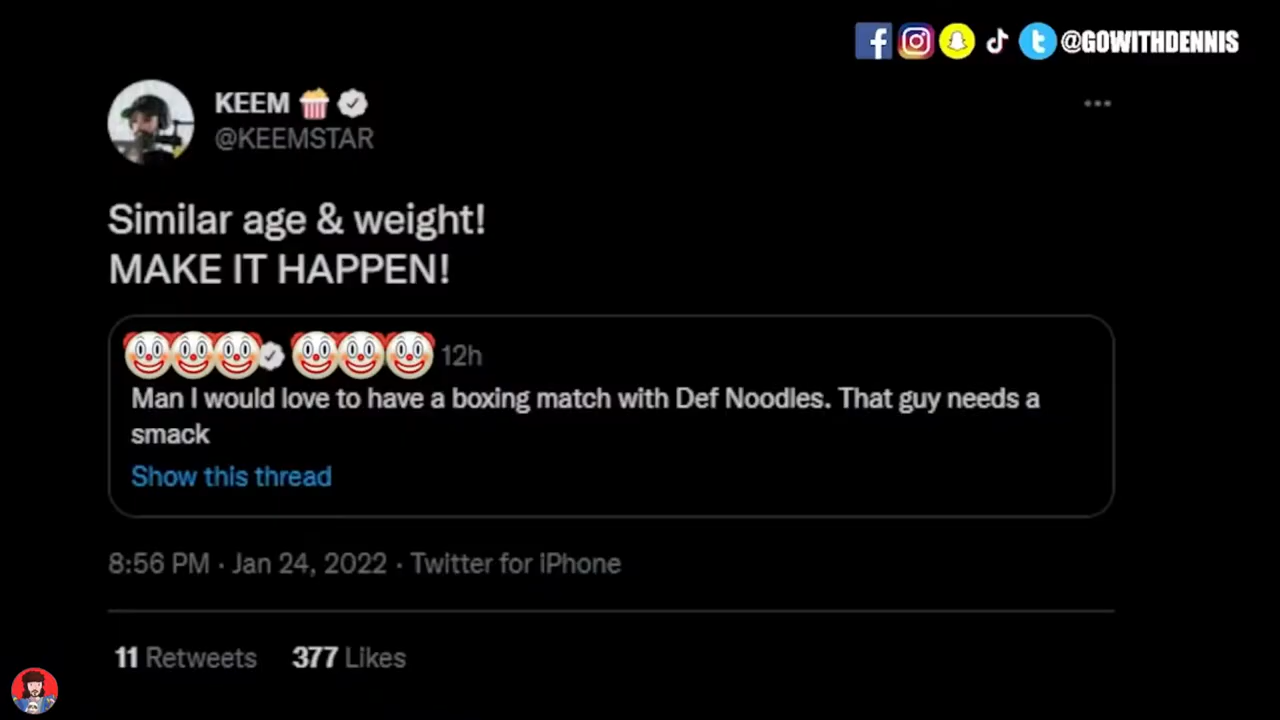 @GOWITHDENNIS
KEEM 🍿
@KEEMSTAR
Similar age & weight!
MAKE IT HAPPEN!
🤡🤡🤡 🤡🤡🤡 12h
Man I would love to have a boxing match with Def Noodles. That guy needs a
smack
Show this thread
8:56 PM · Jan 24, 2022 · Twitter for iPhone
11 Retweets 377 Likes